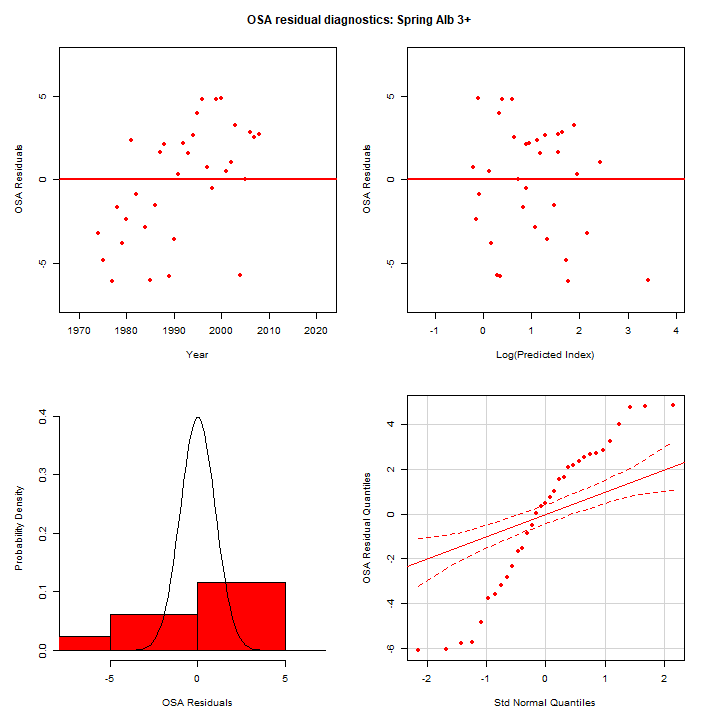 OSA residual diagnostics: Spring Alb 3+
OSA Residuals
5
0
-5
1970 1980 1990 2000 2010 2020
Year
OSA Residuals
5
0
-5
-1 0 1 2 3 4
Log(Predicted Index)
Probability Density
0.4
0.3
0.2
0.1
0.0
-5 0 5
OSA Residuals
OSA Residual Quantiles
4
2
0
-2
-4
-6
-2 -1 0 1 2
Std Normal Quantiles